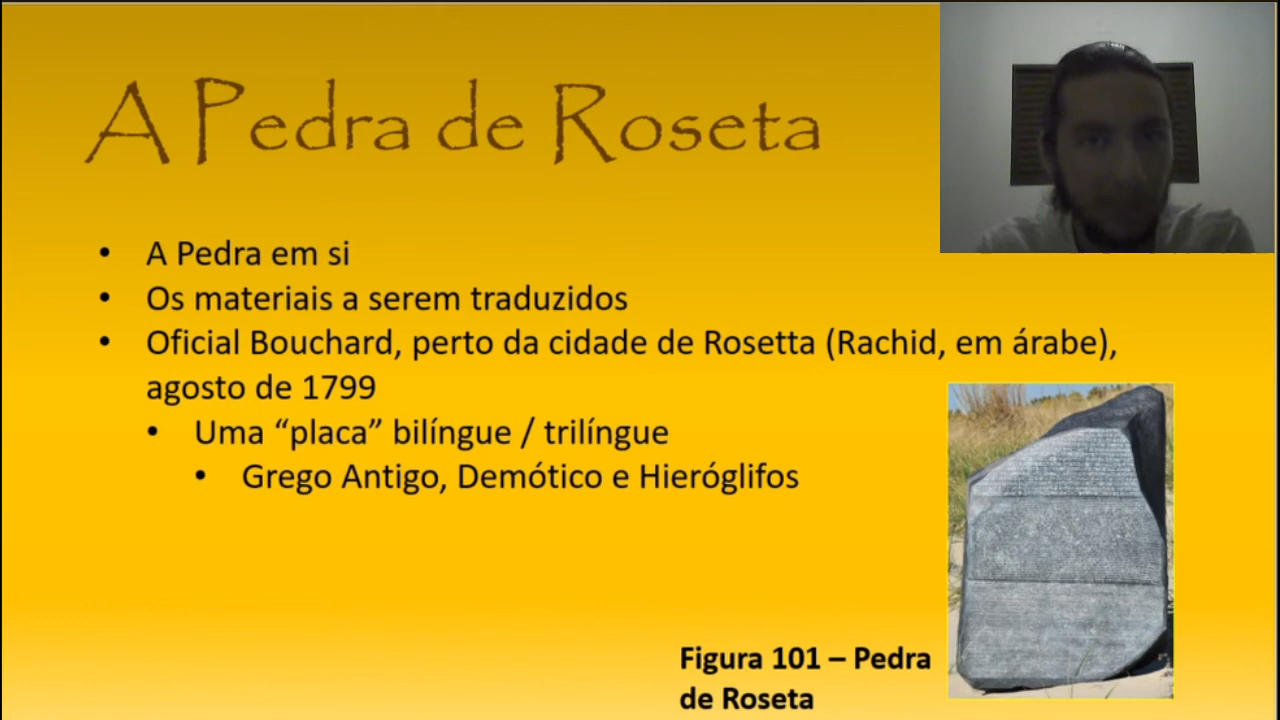 A Pedra de Roseta
• A Pedra em si
• Os materiais a serem traduzidos
• Oficial Bouchard, perto da cidade de Rosetta (Rachid, em árabe),
agosto de 1799
• Uma “placa” bilíngue / trilíngue
• Grego Antigo, Demótico e Hieróglifos
Figura 101 – Pedra
de Roseta